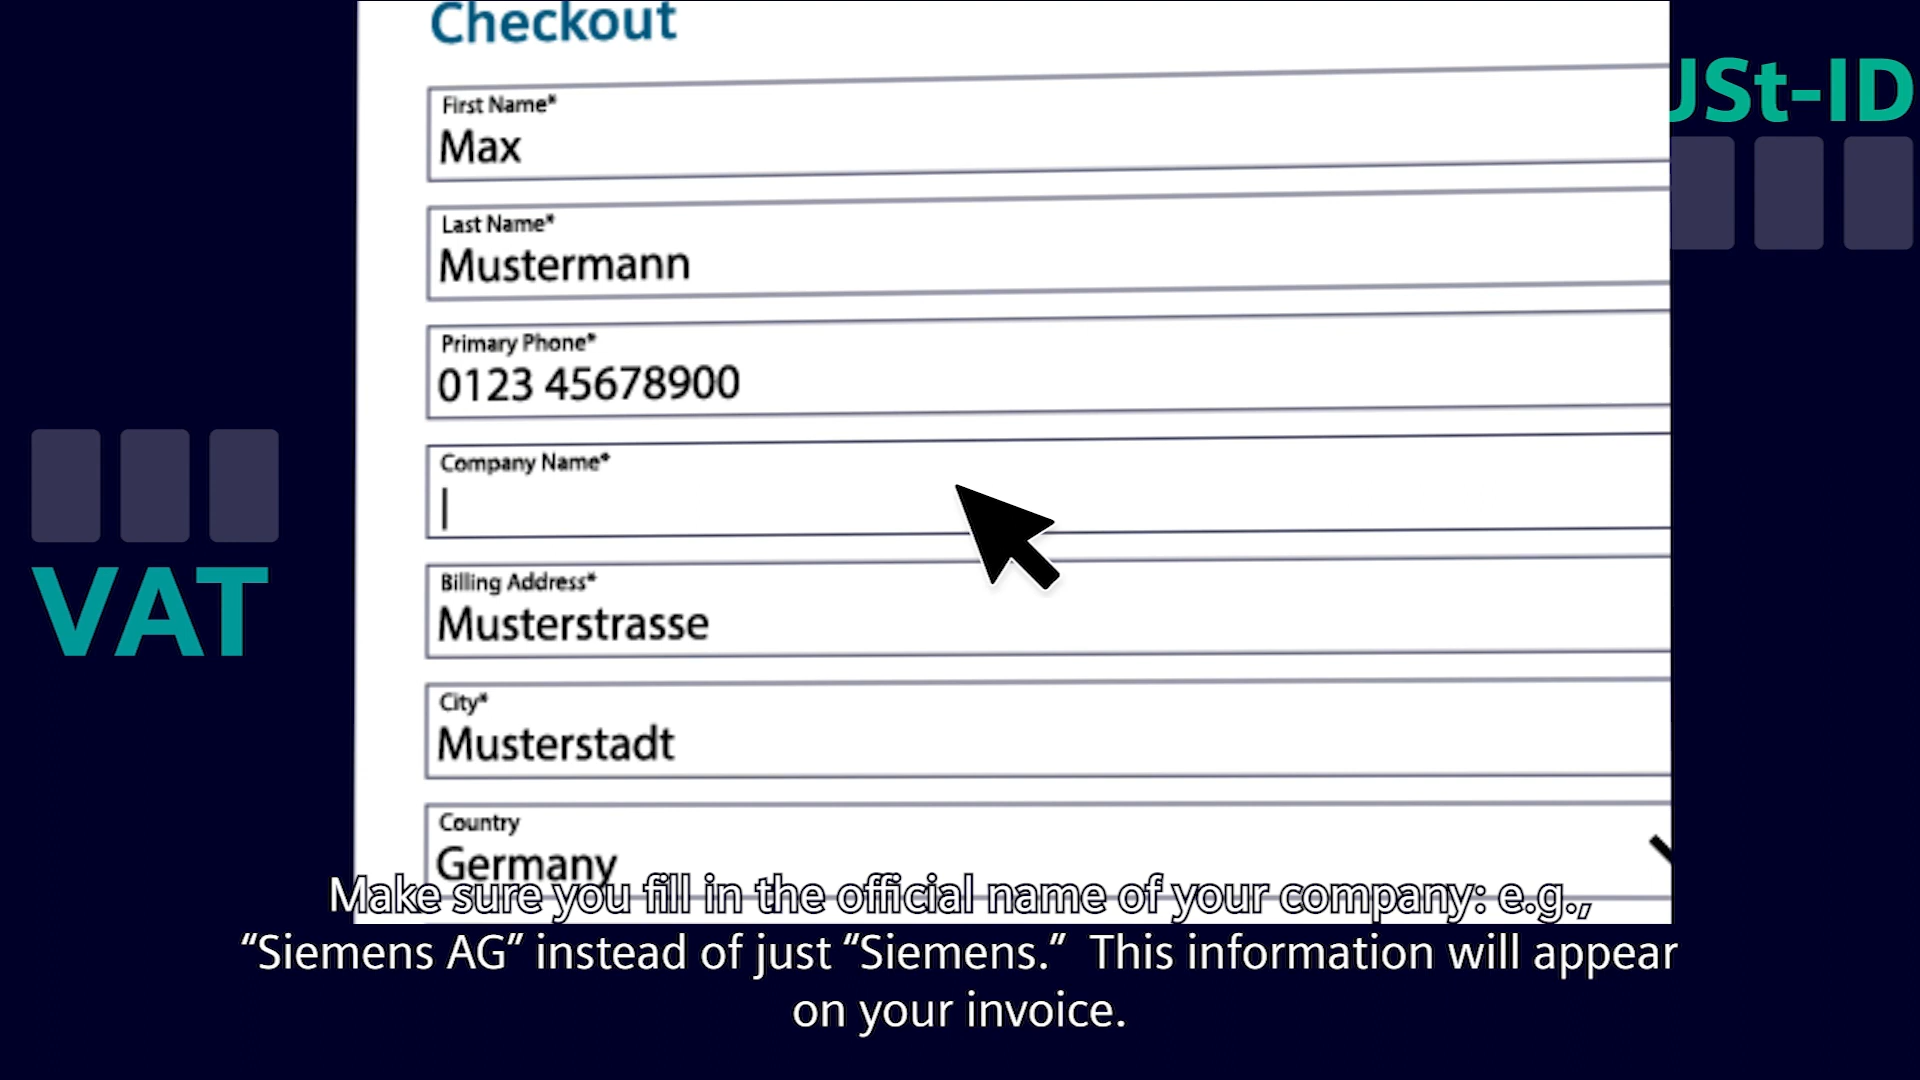 Checkout
First Name*
Max
Last Name*
Mustermann
Primary Phone*
0123 45678900
Company Name*
Billing Address*
Musterstrasse
City*
Musterstadt
Country
Germany
VAT
USt-ID
Make sure you fill in the official name of your company: e.g.,
“Siemens AG” instead of just “Siemens.”  This information will appear
on your invoice.